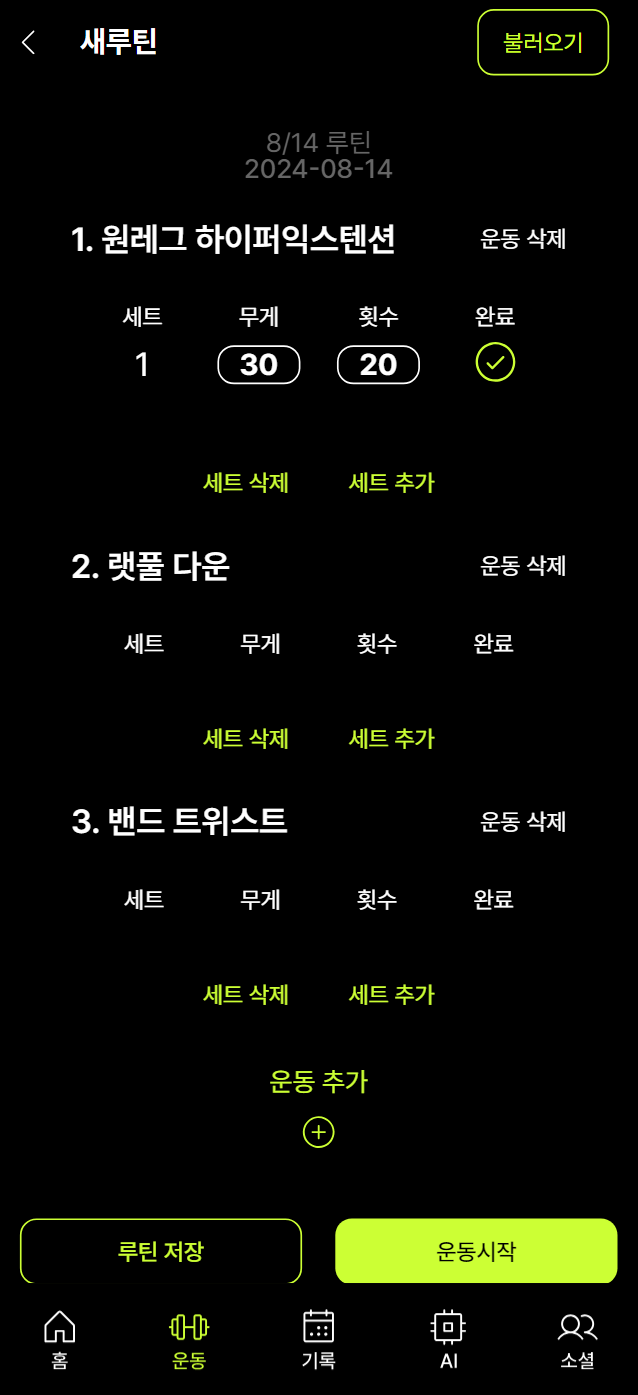 새루틴 불러오기
8/14 루틴
2024-08-14
1. 원레그 하이퍼익스텐션 운동 삭제
세트 무게 횟수 완료
1 30 20
세트 삭제 세트 추가
2. 랫풀 다운 운동 삭제
세트 무게 횟수 완료
세트 삭제 세트 추가
3. 밴드 트위스트 운동 삭제
세트 무게 횟수 완료
세트 삭제 세트 추가
운동 추가
루틴 저장 운동시작
홈 운동 기록 AI 소셜